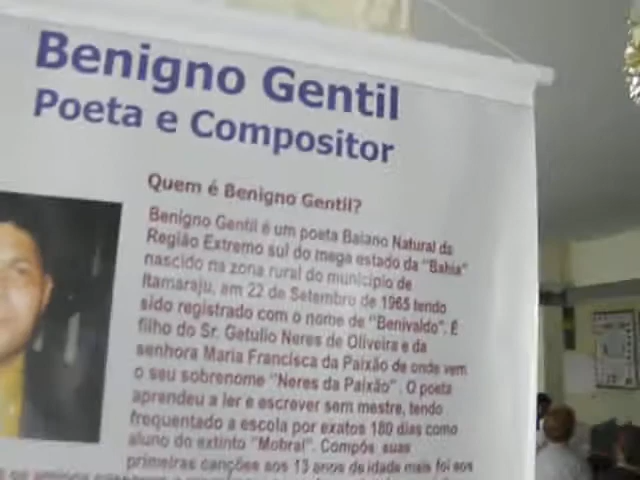 Benigno Gentil
Poeta e Compositor
Quem é Benigno Gentil?
Benigno Gentil é um poeta Baiano Natural da
Região Extremo sul do mega estado da "Bahia"
nascido na zona rural do município de
Itamaraju, em 22 de Setembro de 1965 tendo
sido registrado com o nome de "Benivaldo". É
filho do Sr. Getulio Neres de Oliveira e da
senhora Maria Francisca da Paixão de onde vem
o seu sobrenome "Neres da Paixão". O poeta
aprendeu a ler e escrever sem mestre, tendo
frequentado a escola por exatos 180 dias como
aluno do extinto "Mobral". Compôs suas
primeiras canções aos 13 anos de idade mais foi aos